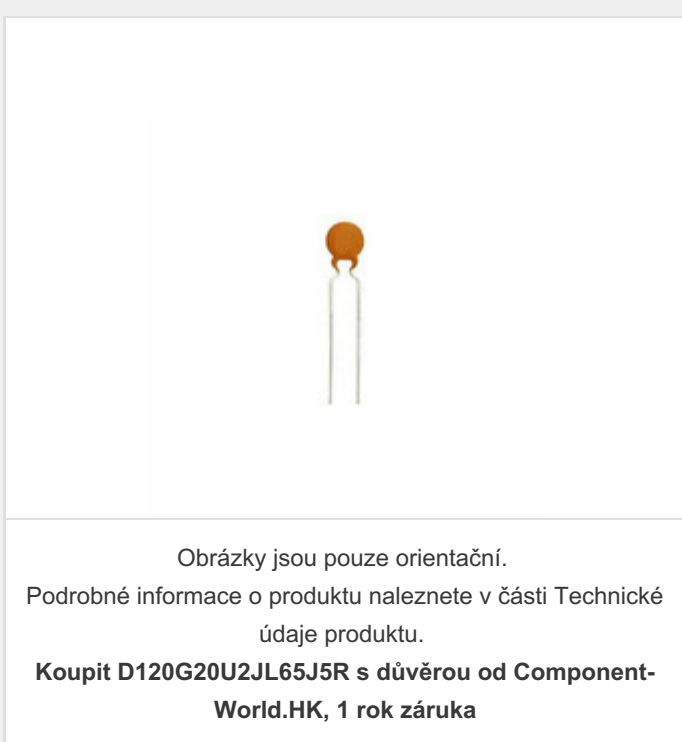 Obrázky jsou pouze orientační.
Podrobné informace o produktu naleznete v části Technické
údaje produktu.
Koupit D120G20U2JL65J5R s důvěrou od Component-
World.HK, 1 rok záruka